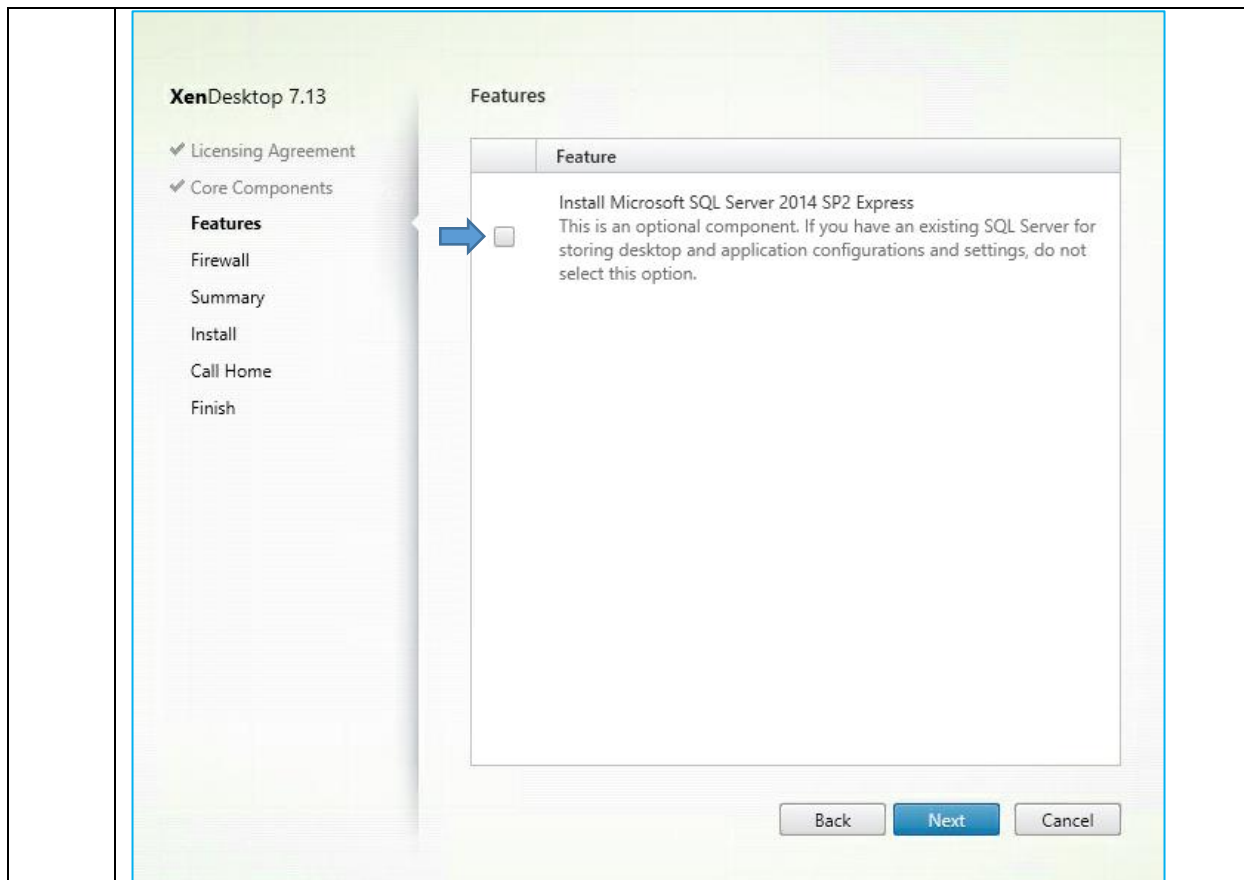 XenDesktop 7.13
Licensing Agreement
Core Components
Features
Firewall
Summary
Install
Call Home
Finish
Features
Feature
Install Microsoft SQL Server 2014 SP2 Express
This is an optional component. If you have an existing SQL Server for
storing desktop and application configurations and settings, do not
select this option.
Back
Next
Cancel